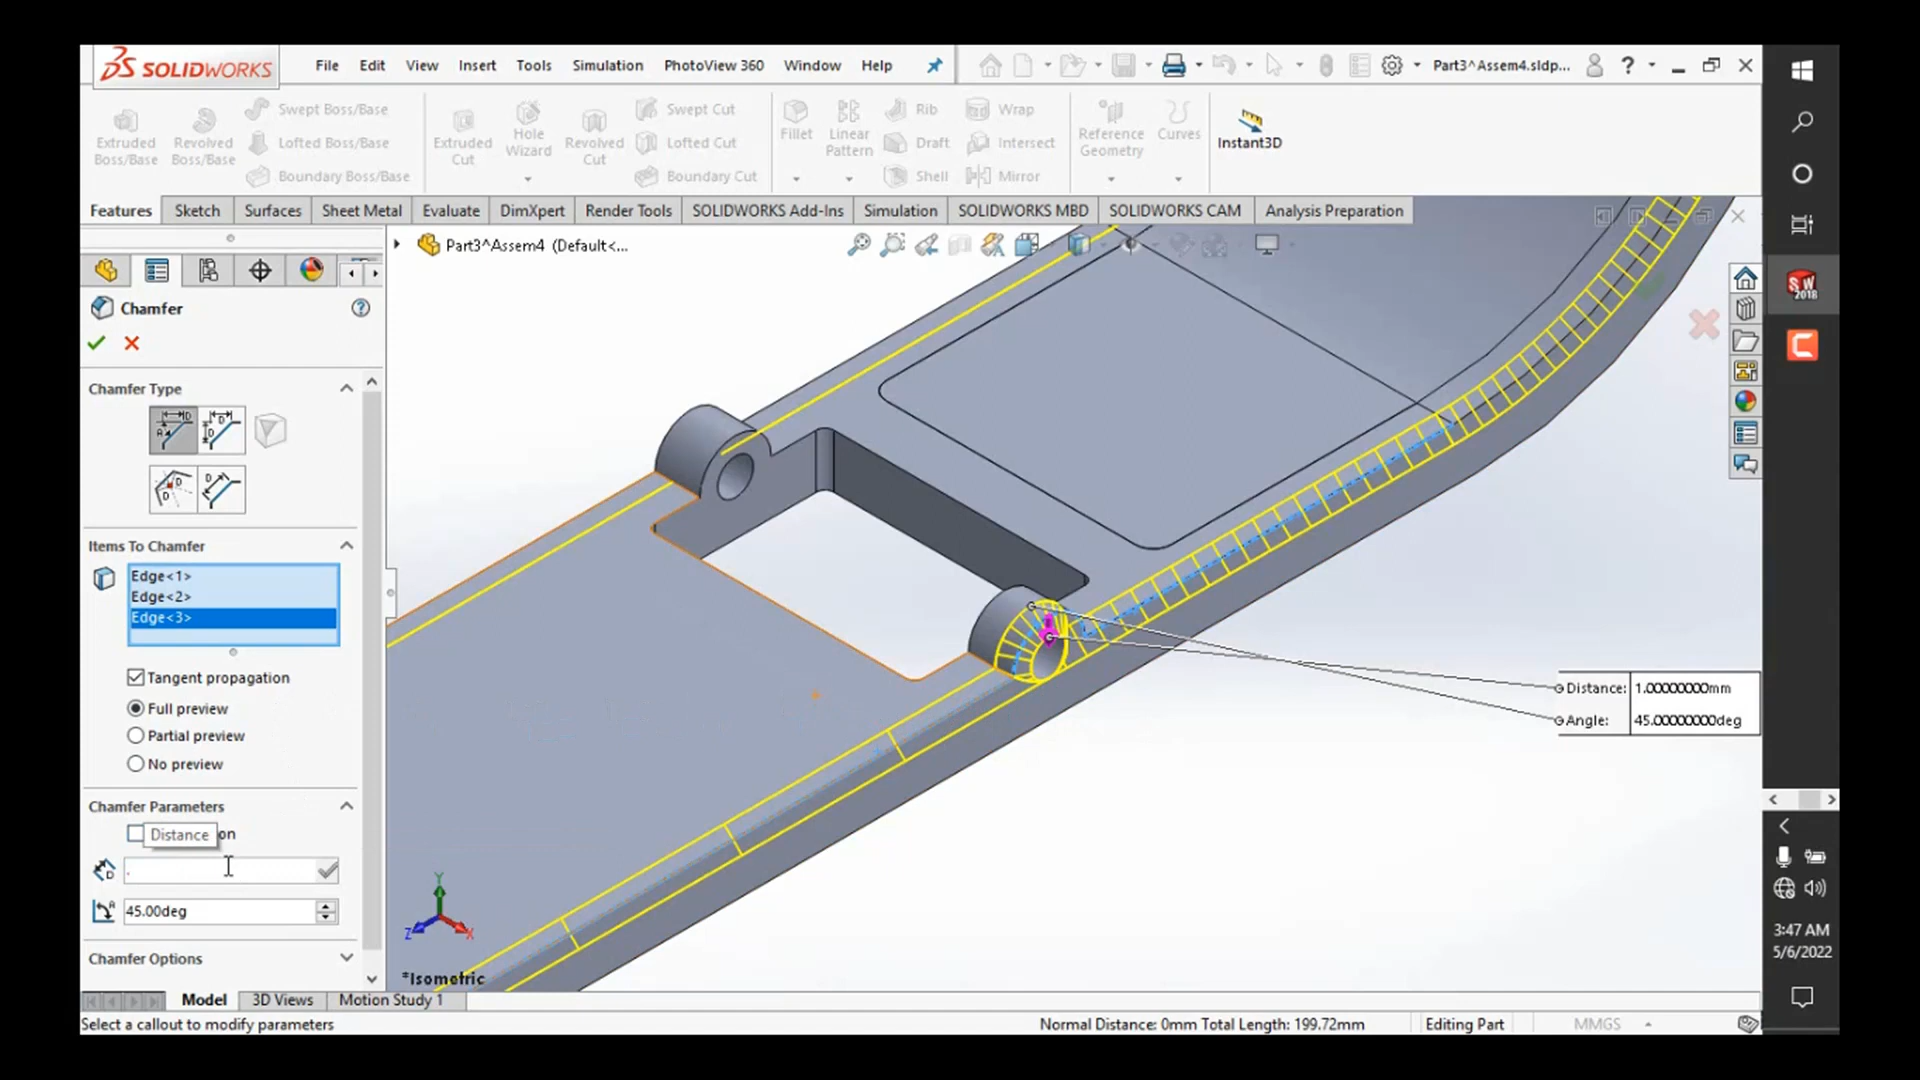 SOLIDWORKS File Edit View Insert Tools Simulation PhotoView 360 Window Help Part3^Assem4.sldp... ?
Extruded Boss/Base
Revolved Boss/Base
Swept Boss/Base
Lofted Boss/Base
Boundary Boss/Base
Extruded Cut
Hole Wizard
Revolved Cut
Swept Cut
Lofted Cut
Boundary Cut
Fillet
Linear Pattern
Rib
Draft
Shell
Wrap
Intersect
Mirror
Reference Geometry
Curves
Instant3D
Features Sketch Surfaces Sheet Metal Evaluate DimXpert Render Tools SOLIDWORKS Add-Ins Simulation SOLIDWORKS MBD SOLIDWORKS CAM Analysis Preparation
Part3^Assem4 (Default<...
Chamfer
Chamfer Type
Items To Chamfer
Edge<1>
Edge<2>
Edge<3>
Tangent propagation
Full preview
Partial preview
No preview
Chamfer Parameters
Distance on
.
45.00deg
Chamfer Options
Distance: 1.00000000mm
Angle: 45.00000000deg
Y
Z X
*Isometric
Model 3D Views Motion Study 1
Select a callout to modify parameters Normal Distance: 0mm Total Length: 199.72mm Editing Part MMGS
SW 2018
3:47 AM
5/6/2022